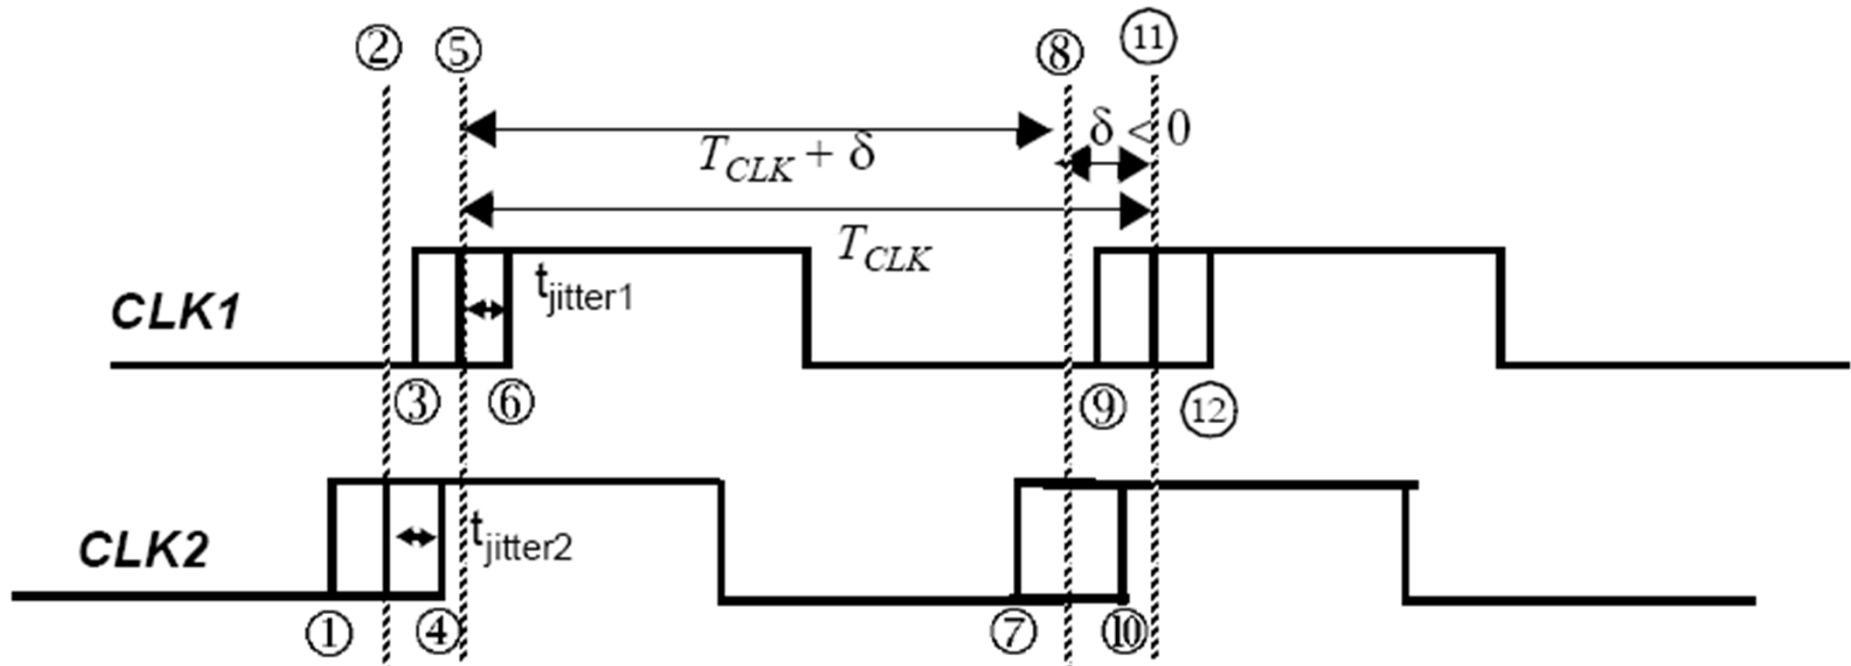 ② ⑤ ⑧ ⑪
δ < 0
T_CLK + δ
T_CLK
CLK1
t_jitter1
③ ⑥ ⑨ ⑫
CLK2
t_jitter2
① ④ ⑦ ⑩